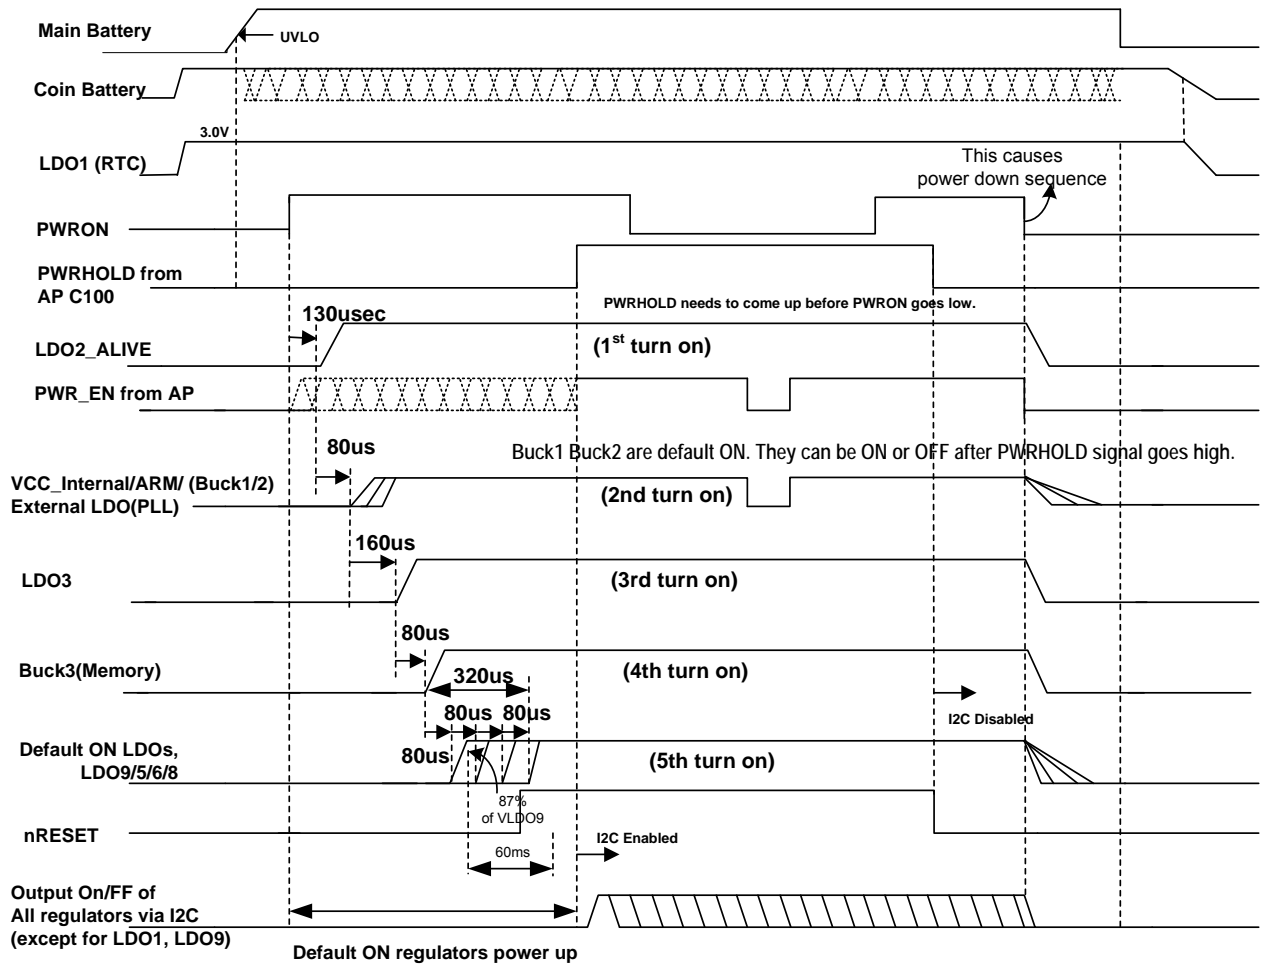 Main Battery
UVLO
Coin Battery
3.0V
LDO1 (RTC)
This causes
power down sequence
PWRON
PWRHOLD from
AP C100
PWRHOLD needs to come up before PWRON goes low.
130usec
LDO2_ALIVE
(1st turn on)
PWR_EN from AP
80us
Buck1 Buck2 are default ON. They can be ON or OFF after PWRHOLD signal goes high.
VCC_Internal/ARM/ (Buck1/2)
External LDO(PLL)
(2nd turn on)
160us
LDO3
(3rd turn on)
80us
Buck3(Memory)
(4th turn on)
320us
80us
80us
I2C Disabled
Default ON LDOs,
LDO9/5/6/8
80us
(5th turn on)
87%
of VLDO9
nRESET
I2C Enabled
60ms
Output On/FF of
All regulators via I2C
(except for LDO1, LDO9)
Default ON regulators power up